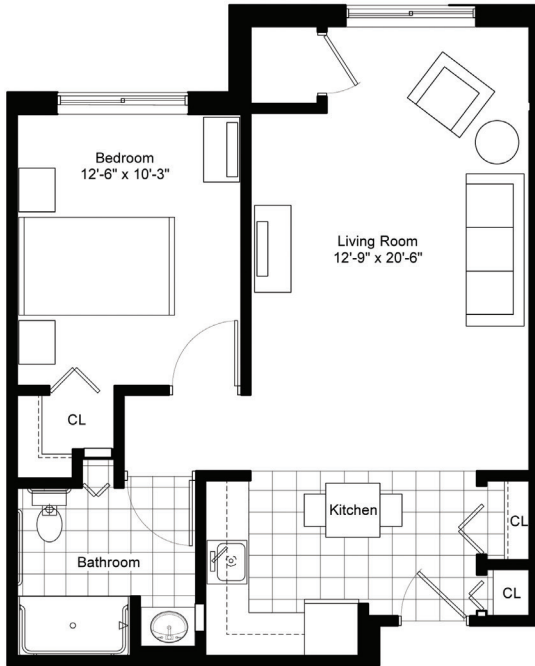 Bedroom
12'-6" x 10'-3"
Living Room
12'-9" x 20'-6"
CL
Kitchen
CL
Bathroom
CL